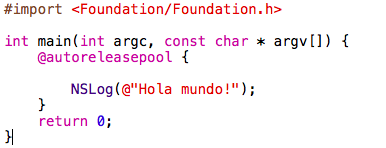 #import <Foundation/Foundation.h>
int main(int argc, const char * argv[]) {
    @autoreleasepool {
        NSLog(@"Hola mundo!");
    }
    return 0;
}